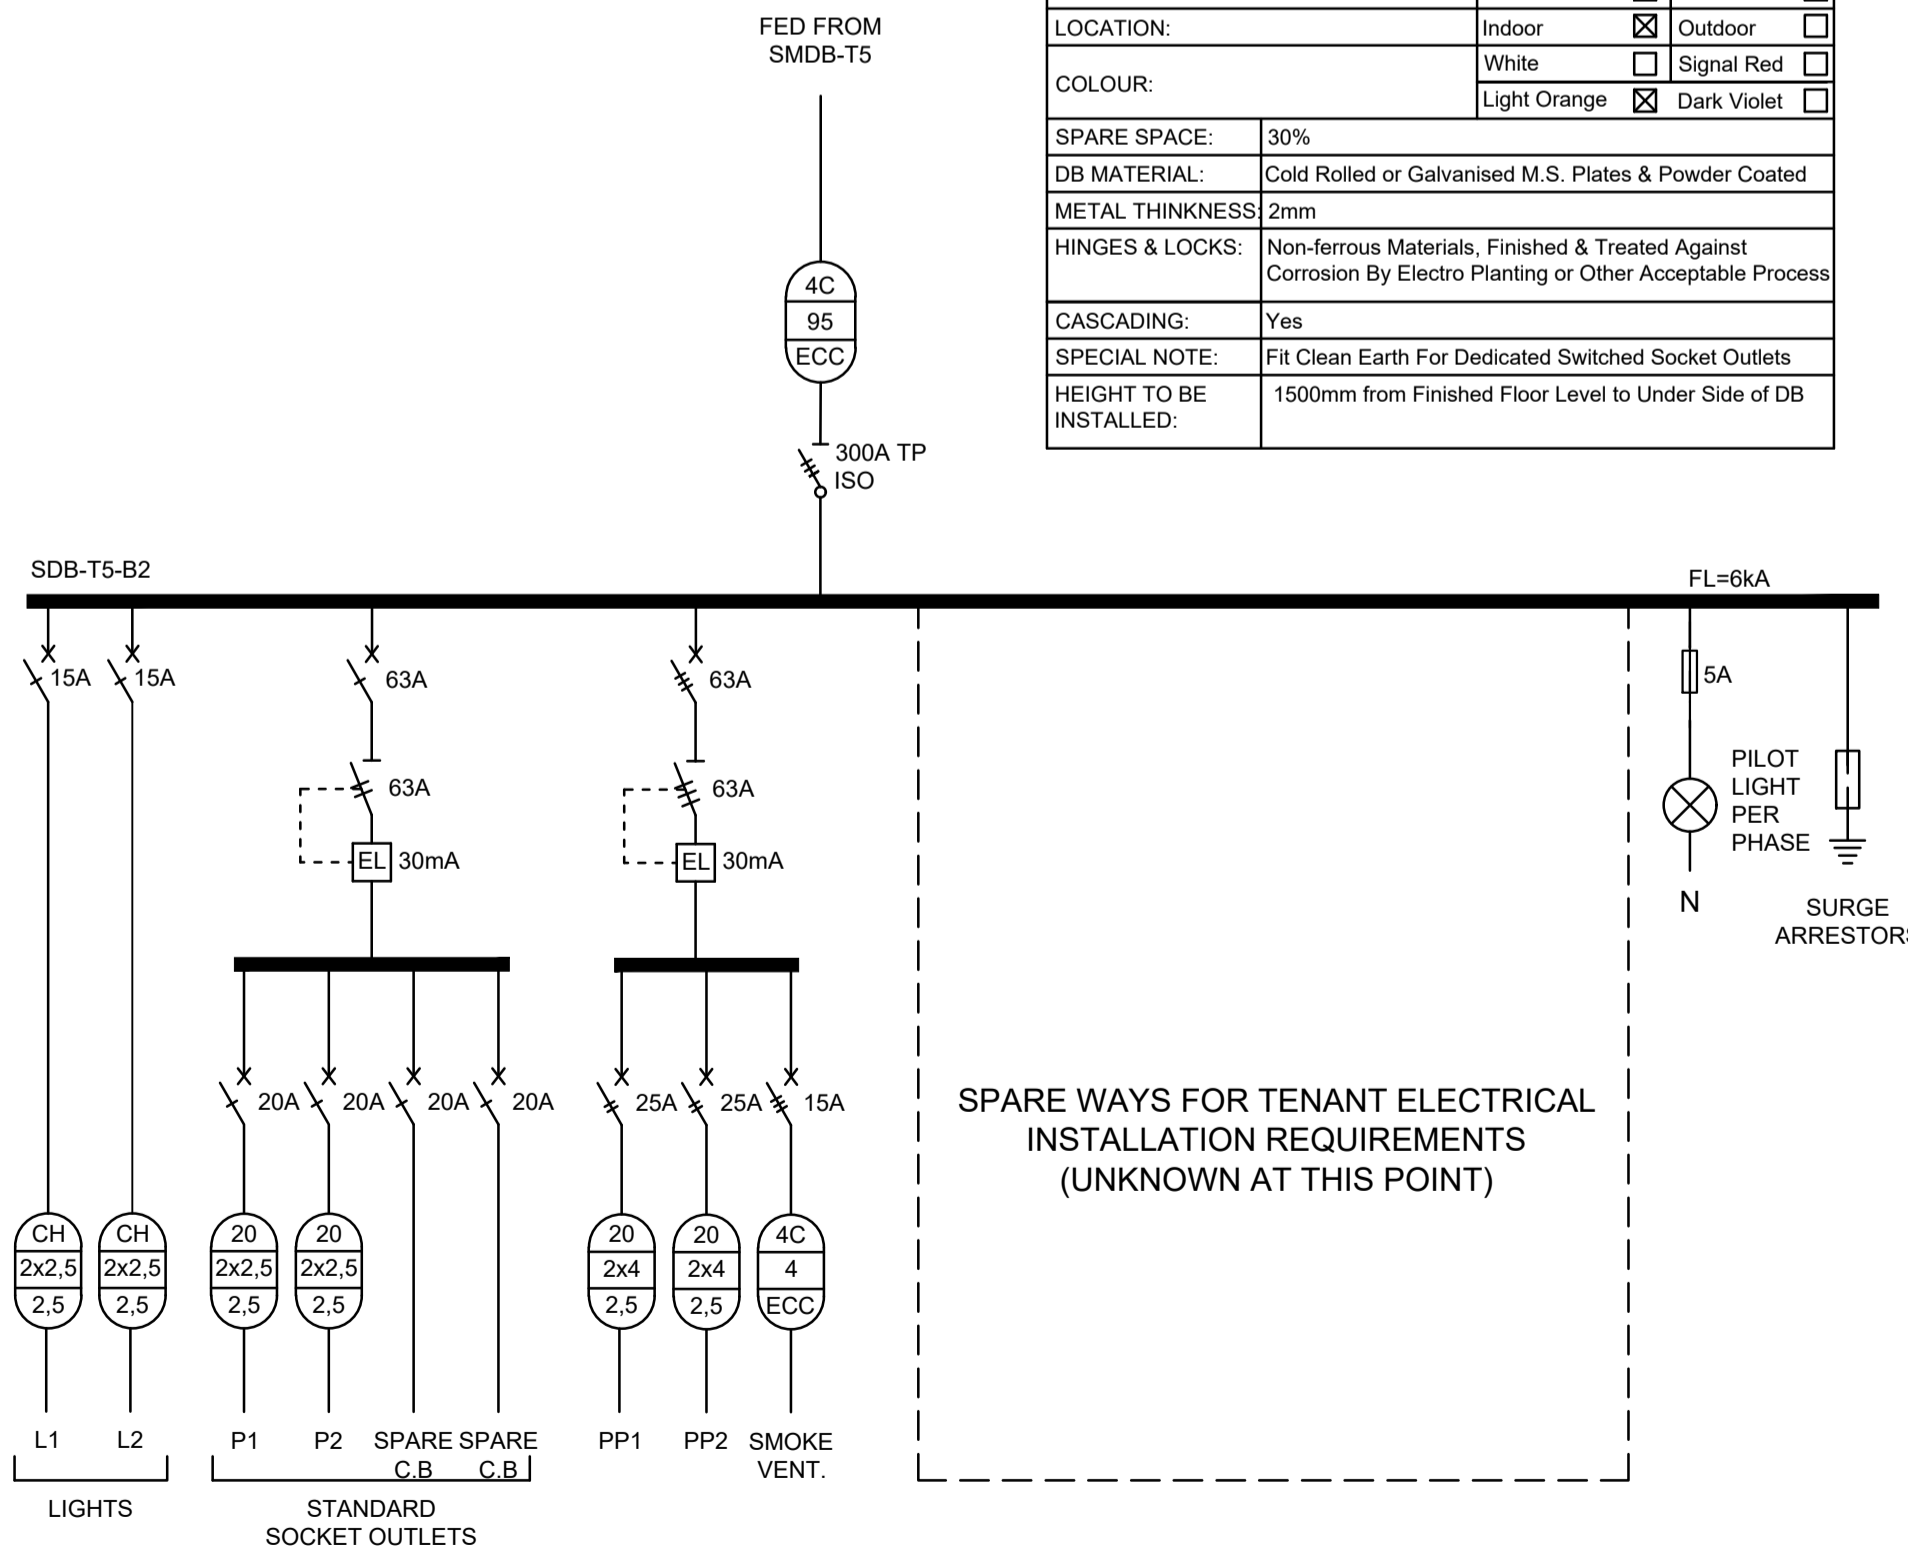 FED FROM
SMDB-T5
LOCATION: Indoor Outdoor
COLOUR:
White Signal Red
Light Orange Dark Violet
SPARE SPACE: 30%
DB MATERIAL: Cold Rolled or Galvanised M.S. Plates & Powder Coated
METAL THINKNESS: 2mm
HINGES & LOCKS: Non-ferrous Materials, Finished & Treated Against
Corrosion By Electro Planting or Other Acceptable Process
CASCADING: Yes
SPECIAL NOTE: Fit Clean Earth For Dedicated Switched Socket Outlets
HEIGHT TO BE 1500mm from Finished Floor Level to Under Side of DB
INSTALLED:
4C
95
ECC
300A TP
ISO
SDB-T5-B2
FL=6kA
15A 15A 63A 63A 5A
63A 63A
EL 30mA EL 30mA
PILOT
LIGHT
PER
PHASE
N
SURGE
ARRESTORS
20A 20A 20A 20A 25A 25A 15A
SPARE WAYS FOR TENANT ELECTRICAL
INSTALLATION REQUIREMENTS
(UNKNOWN AT THIS POINT)
CH CH 20 20 20 20 4C
2x2,5 2x2,5 2x2,5 2x2,5 2x4 2x4 4
2,5 2,5 2,5 2,5 2,5 2,5 ECC
L1 L2 P1 P2 SPARE SPARE PP1 PP2 SMOKE
C.B C.B VENT.
LIGHTS STANDARD
SOCKET OUTLETS